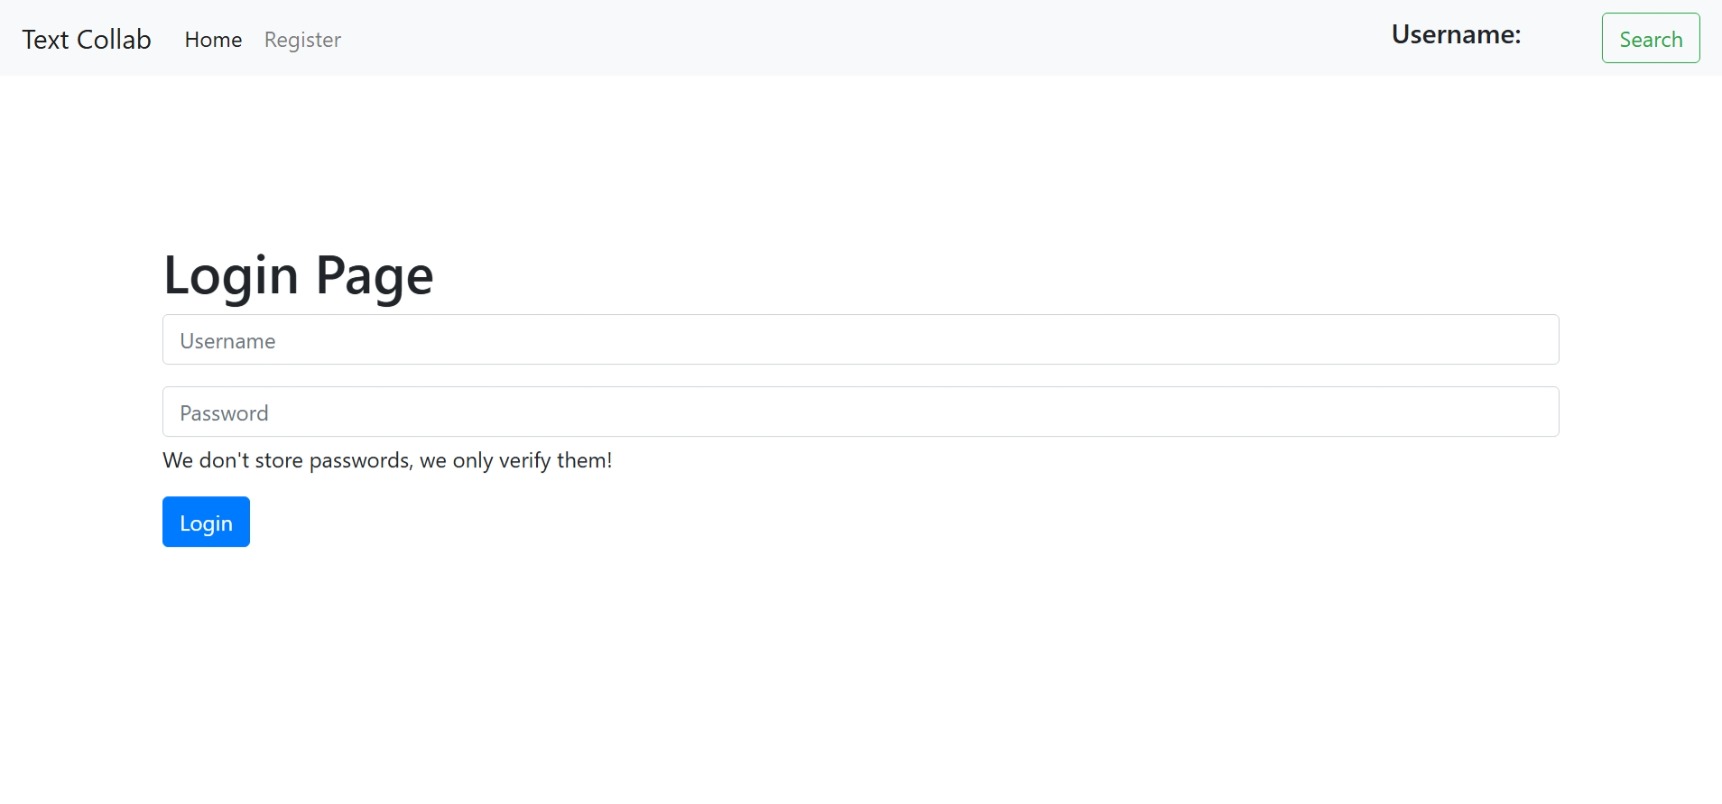 Text Collab Home Register Username: Search
Login Page
Username
Password
We don't store passwords, we only verify them!
Login